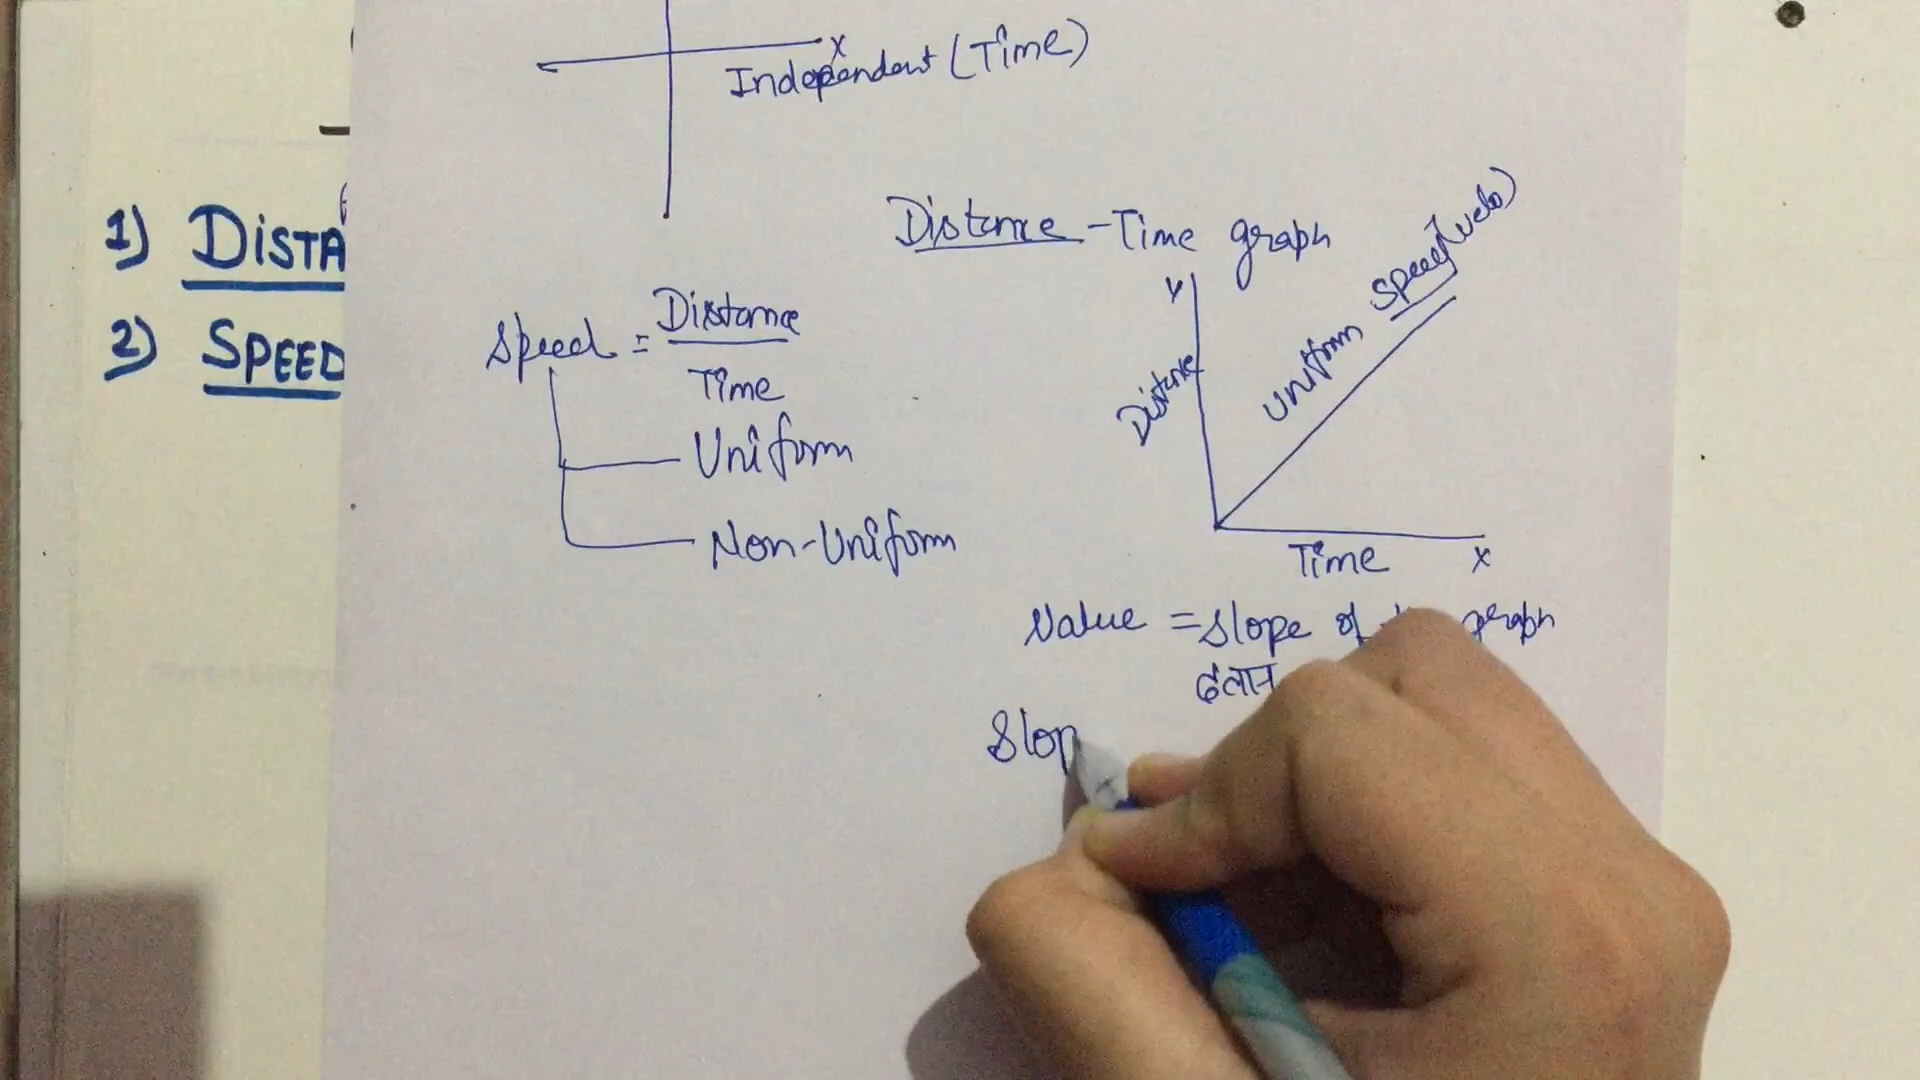 X
Independent (Time)
1) DISTA
2) SPEED
Distance - Time graph
Speed = Distance
Time
Uniform
Non-Uniform
Y
Distance
Uniform Speed (velo)
Time X
Value = Slope of graph
ढलान
Slop